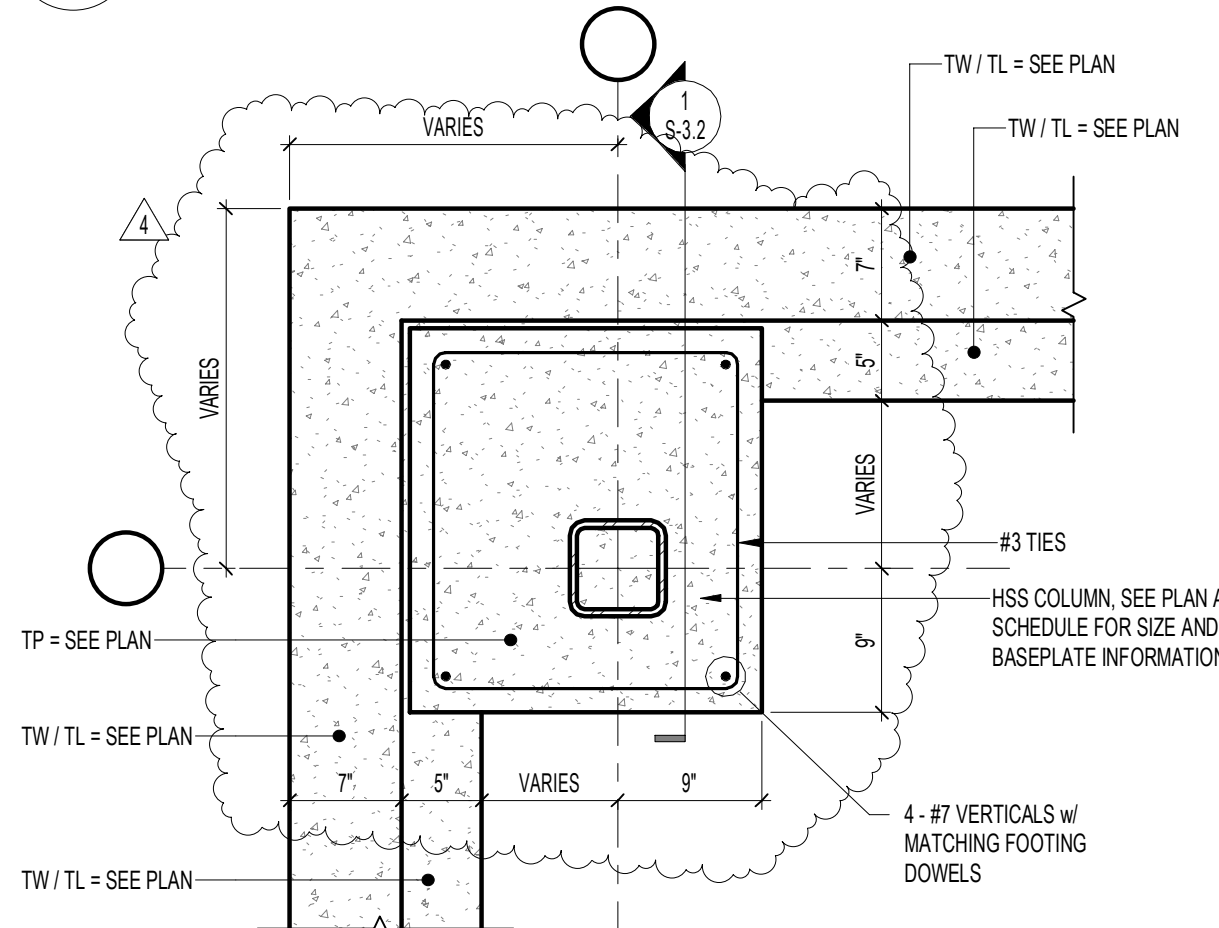 TW / TL = SEE PLAN
1
S-3.2
VARIES
TW / TL = SEE PLAN
4
7"
VARIES
5"
VARIES
#3 TIES
HSS COLUMN, SEE PLAN
SCHEDULE FOR SIZE AND
BASEPLATE INFORMATION
TP = SEE PLAN
9"
TW / TL = SEE PLAN
7"
5"
VARIES
9"
4 - #7 VERTICALS w/
MATCHING FOOTING
DOWELS
TW / TL = SEE PLAN